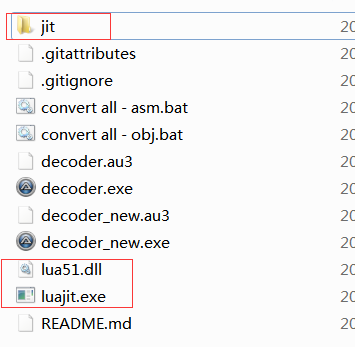 jit
20
.gitattributes
20
.gitignore
20
convert all - asm.bat
20
convert all - obj.bat
20
decoder.au3
20
decoder.exe
20
decoder_new.au3
20
decoder_new.exe
20
lua51.dll
20
luajit.exe
20
README.md
20